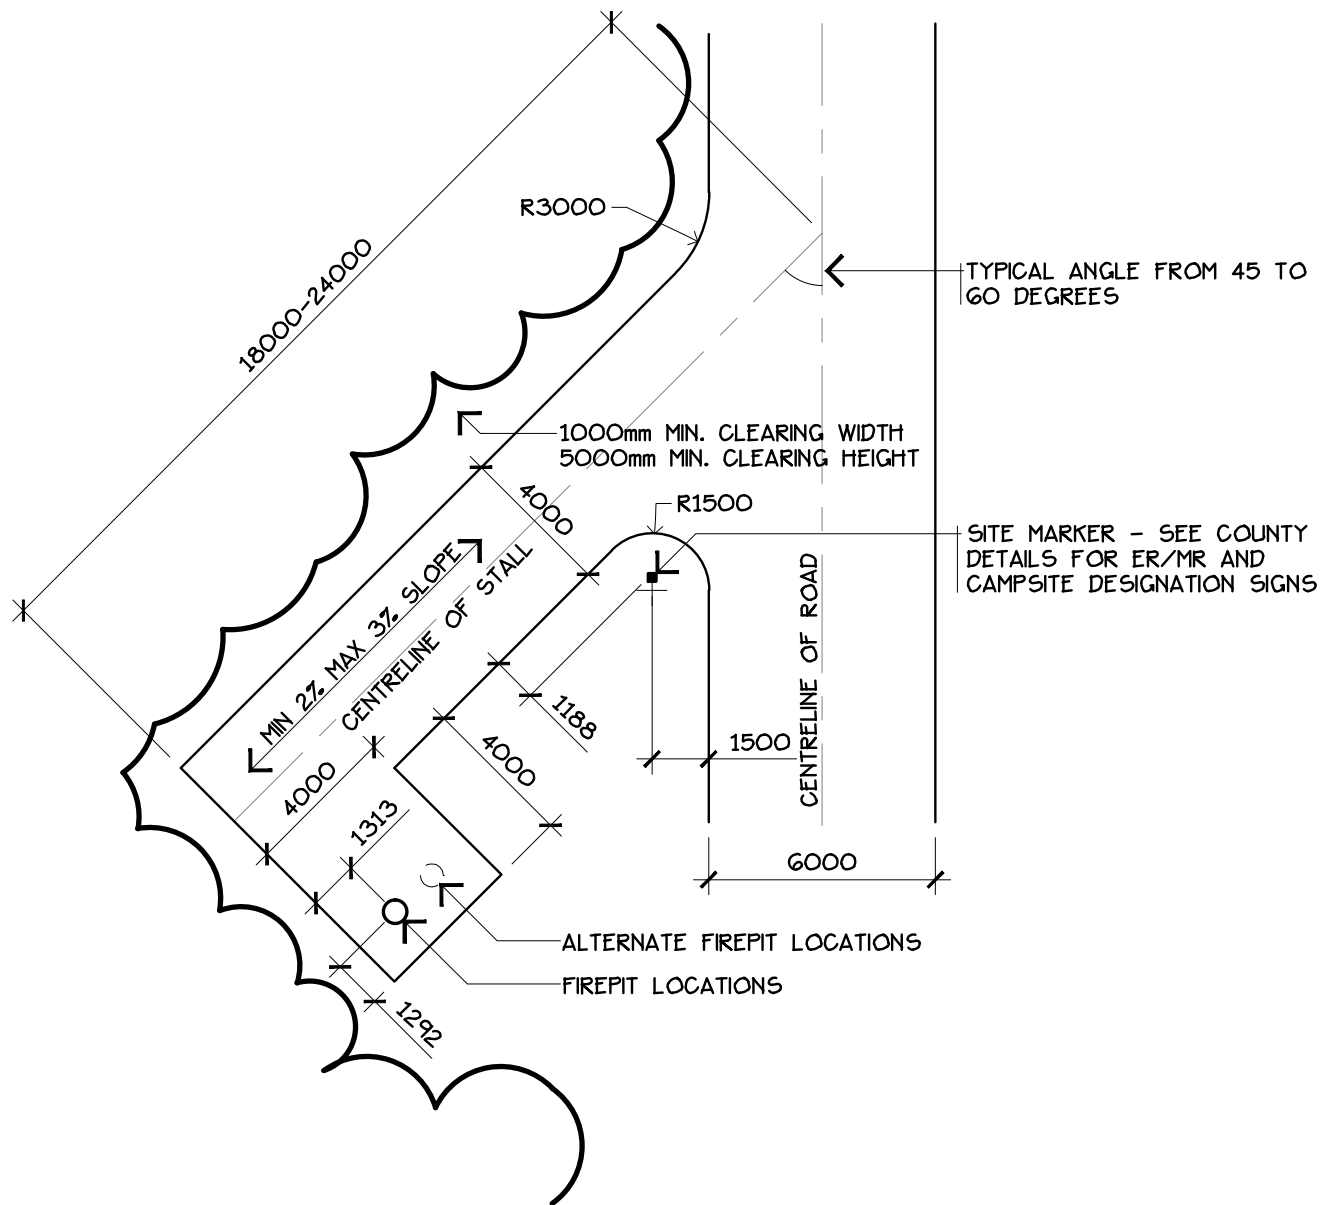 R3000
18000-24000
TYPICAL ANGLE FROM 45 TO
60 DEGREES
1000mm MIN. CLEARING WIDTH
5000mm MIN. CLEARING HEIGHT
4000
R1500
SITE MARKER - SEE COUNTY
DETAILS FOR ER/MR AND
CAMPSITE DESIGNATION SIGNS
MIN 2% MAX 3% SLOPE
CENTRELINE OF STALL
CENTRELINE OF ROAD
1188
1500
4000
4000
1313
6000
ALTERNATE FIREPIT LOCATIONS
FIREPIT LOCATIONS
1292